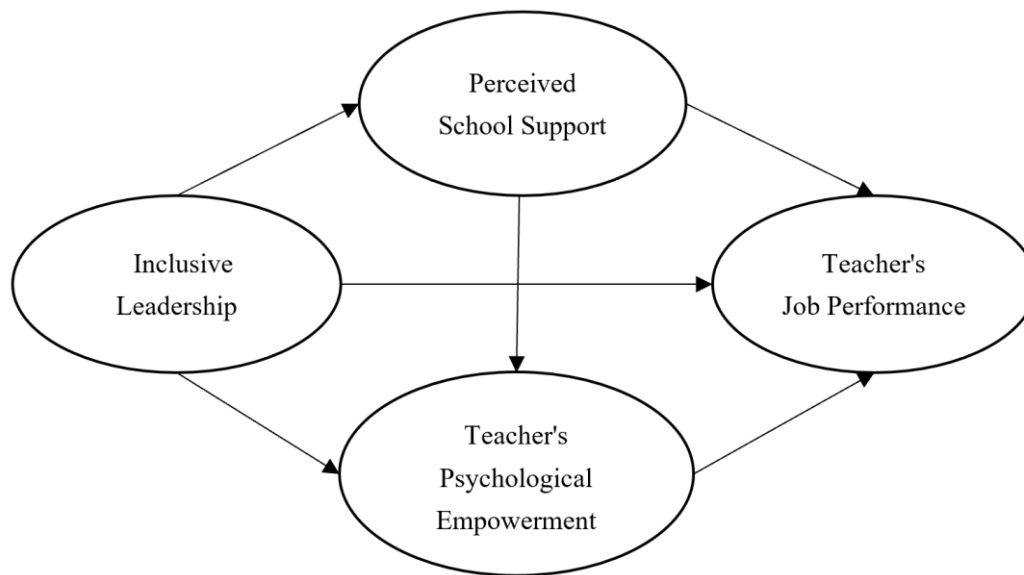 Perceived
School Support
Inclusive
Leadership
Teacher's
Job Performance
Teacher's
Psychological
Empowerment